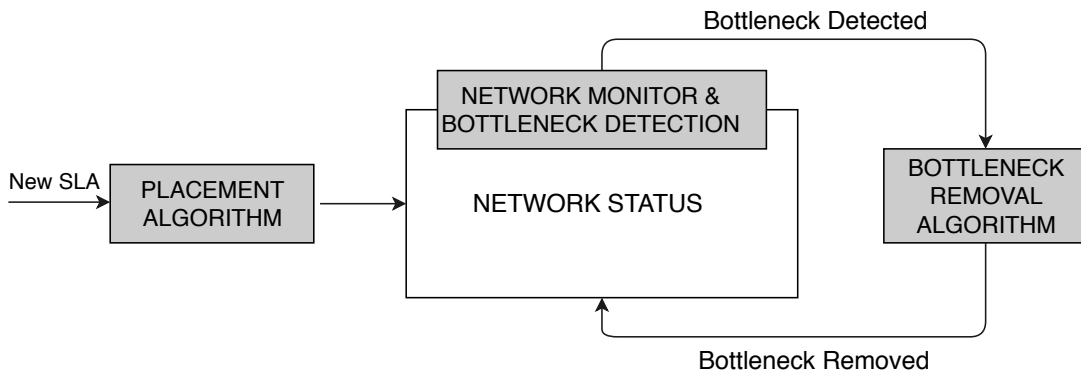 Bottleneck Detected
NETWORK MONITOR &
BOTTLENECK DETECTION
New SLA
PLACEMENT
ALGORITHM
NETWORK STATUS
BOTTLENECK
REMOVAL
ALGORITHM
Bottleneck Removed